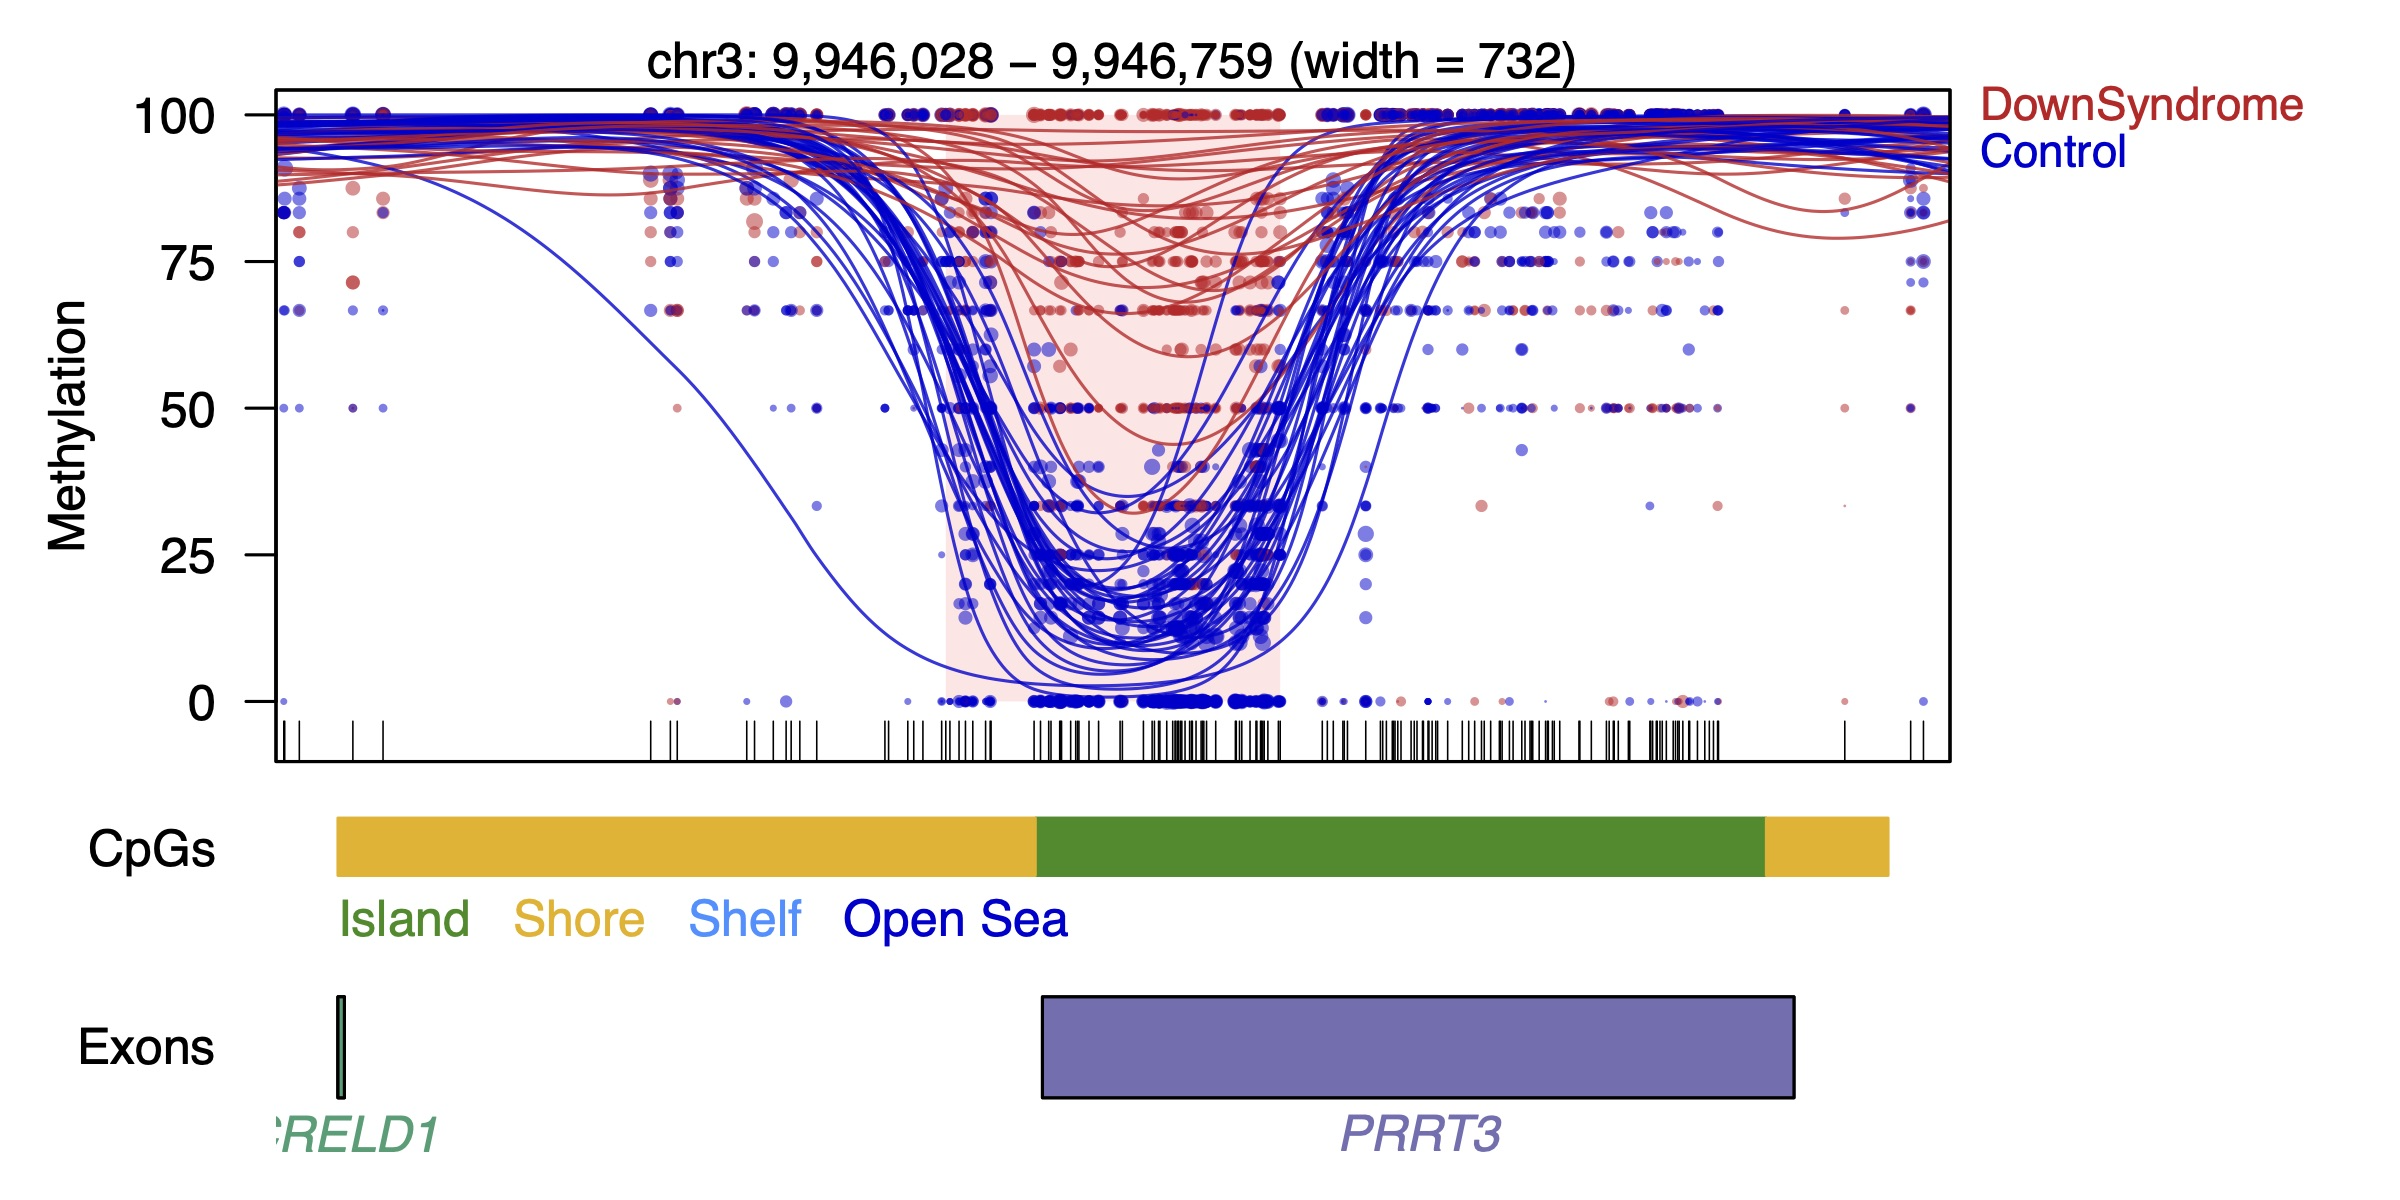 chr3: 9,946,028 – 9,946,759 (width = 732)
DownSyndrome
Control
Methylation
100
75
50
25
0
CpGs
Island Shore Shelf Open Sea
Exons
RELD1
PRRT3